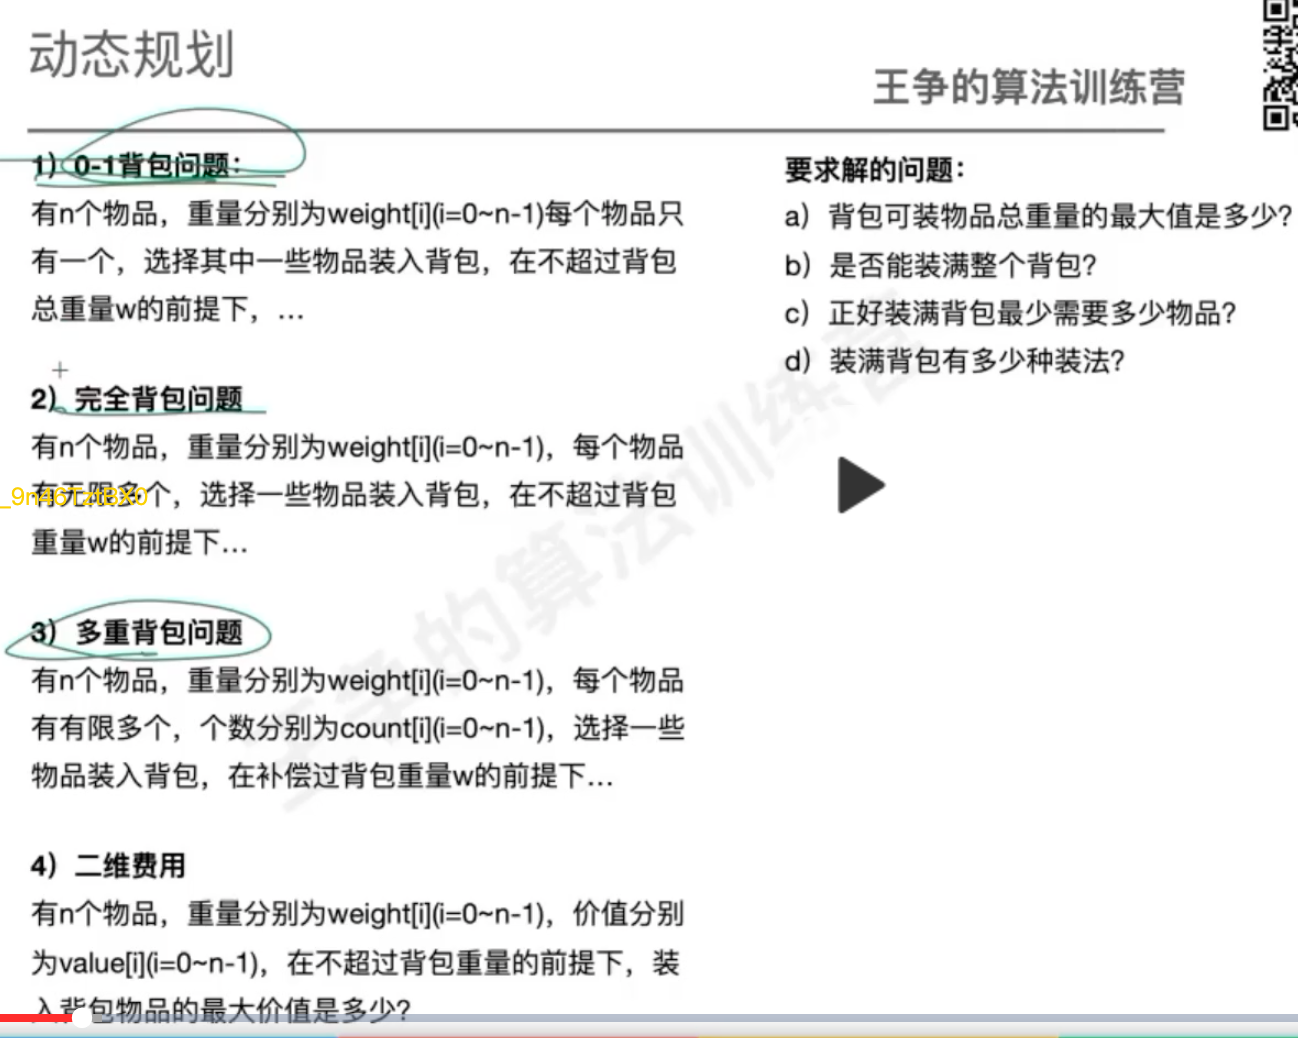 动态规划
王争的算法训练营
1）0-1背包问题：
有n个物品，重量分别为weight[i](i=0~n-1)每个物品只
有一个，选择其中一些物品装入背包，在不超过背包
总重量w的前提下，...
2）完全背包问题
有n个物品，重量分别为weight[i](i=0~n-1)，每个物品
有无限多个，选择一些物品装入背包，在不超过背包
_9n46TztBX0
重量w的前提下...
3）多重背包问题
有n个物品，重量分别为weight[i](i=0~n-1)，每个物品
有有限多个，个数分别为count[i](i=0~n-1)，选择一些
物品装入背包，在补偿过背包重量w的前提下...
4）二维费用
有n个物品，重量分别为weight[i](i=0~n-1)，价值分别
为value[i](i=0~n-1)，在不超过背包重量的前提下，装
入背包物品的最大价值是多少？
要求解的问题：
a）背包可装物品总重量的最大值是多少？
b）是否能装满整个背包？
c）正好装满背包最少需要多少物品？
d）装满背包有多少种装法？
王争的算法训练营